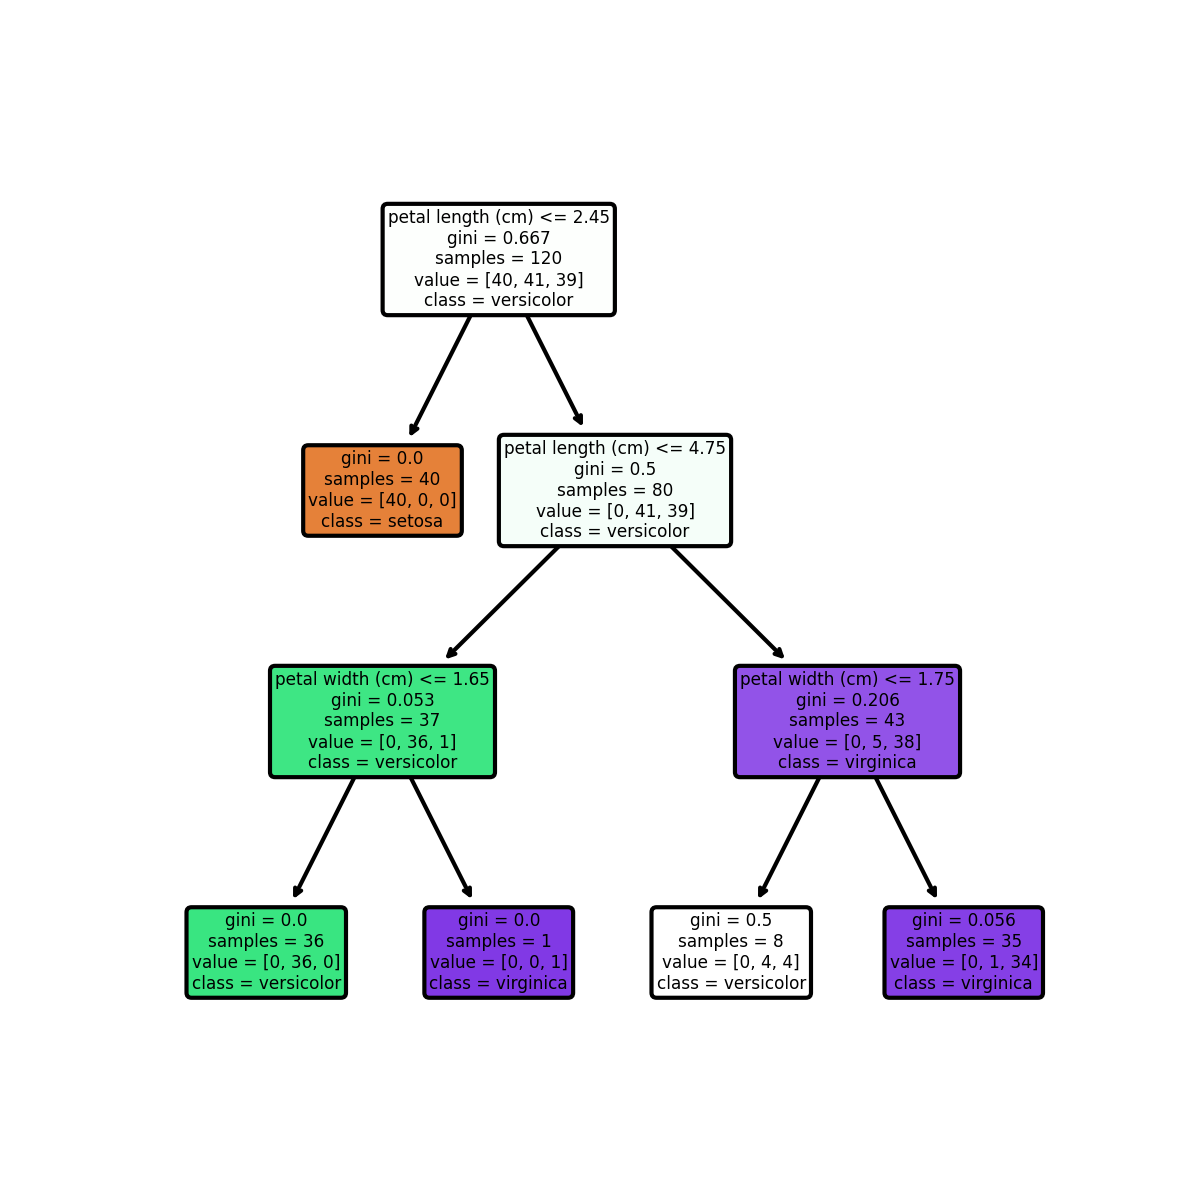 petal length (cm) <= 2.45
gini = 0.667
samples = 120
value = [40, 41, 39]
class = versicolor
gini = 0.0
samples = 40
value = [40, 0, 0]
class = setosa
petal length (cm) <= 4.75
gini = 0.5
samples = 80
value = [0, 41, 39]
class = versicolor
petal width (cm) <= 1.65
gini = 0.053
samples = 37
value = [0, 36, 1]
class = versicolor
petal width (cm) <= 1.75
gini = 0.206
samples = 43
value = [0, 5, 38]
class = virginica
gini = 0.0
samples = 36
value = [0, 36, 0]
class = versicolor
gini = 0.0
samples = 1
value = [0, 0, 1]
class = virginica
gini = 0.5
samples = 8
value = [0, 4, 4]
class = versicolor
gini = 0.056
samples = 35
value = [0, 1, 34]
class = virginica